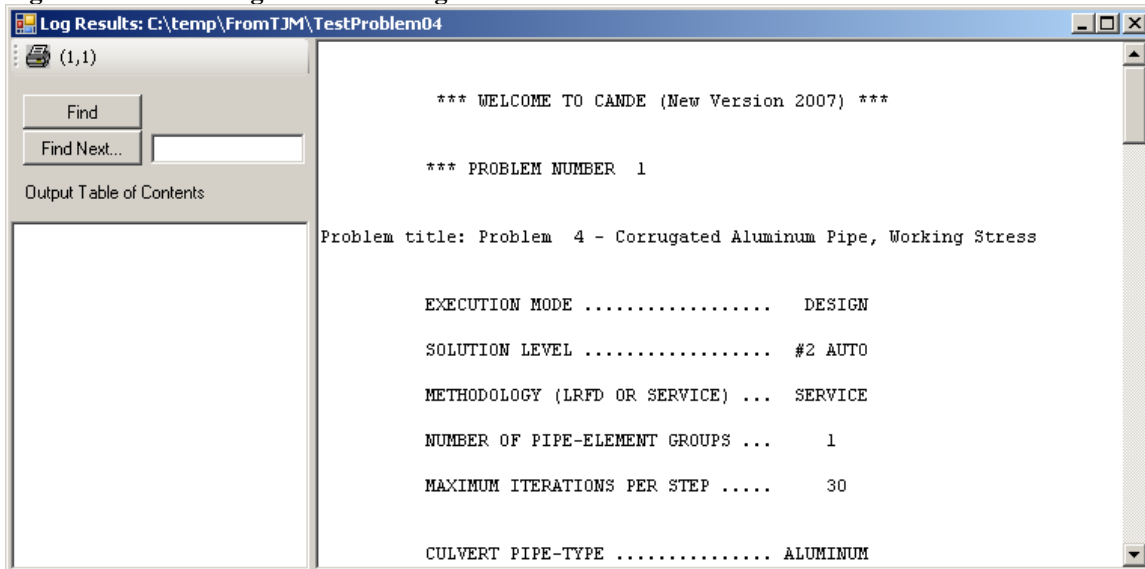 Log Results: C:\temp\FromTJM\TestProblem04
(1,1)
Find
Find Next...
Output Table of Contents
*** WELCOME TO CANDE (New Version 2007) ***
*** PROBLEM NUMBER 1
Problem title: Problem 4 - Corrugated Aluminum Pipe, Working Stress
EXECUTION MODE .................. DESIGN
SOLUTION LEVEL .................. #2 AUTO
METHODOLOGY (LRFD OR SERVICE) ... SERVICE
NUMBER OF PIPE-ELEMENT GROUPS ... 1
MAXIMUM ITERATIONS PER STEP ..... 30
CULVERT PIPE-TYPE ............... ALUMINUM